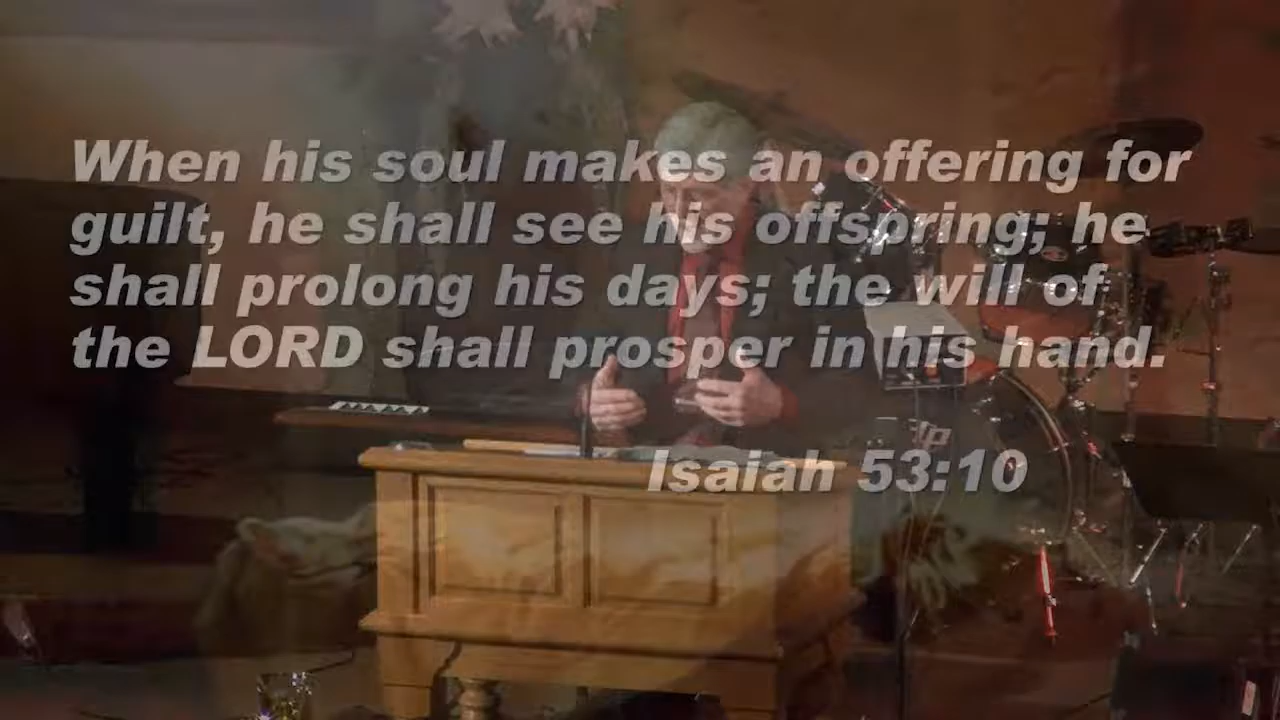 When his soul makes an offering for
guilt, he shall see his offspring; he
shall prolong his days; the will of
the LORD shall prosper in his hand.
Isaiah 53:10